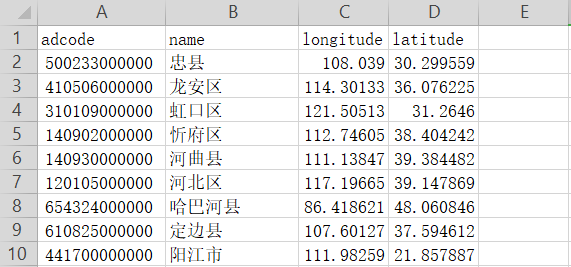 A B C D E
1 adcode name longitude latitude
2 500233000000 忠县 108.039 30.299559
3 410506000000 龙安区 114.30133 36.076225
4 310109000000 虹口区 121.50513 31.2646
5 140902000000 忻府区 112.74605 38.404242
6 140930000000 河曲县 111.13847 39.384482
7 120105000000 河北区 117.19665 39.147869
8 654324000000 哈巴河县 86.418621 48.060846
9 610825000000 定边县 107.60127 37.594612
10 441700000000 阳江市 111.98259 21.857887